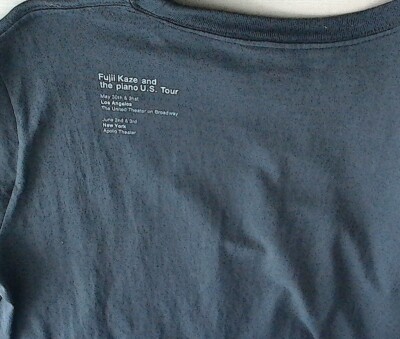 Fujii Kaze and
the piano U.S. Tour
May 30th & 31st
Los Angeles
The United Theater on Broadway
June 2nd & 3rd
New York
Apollo Theater